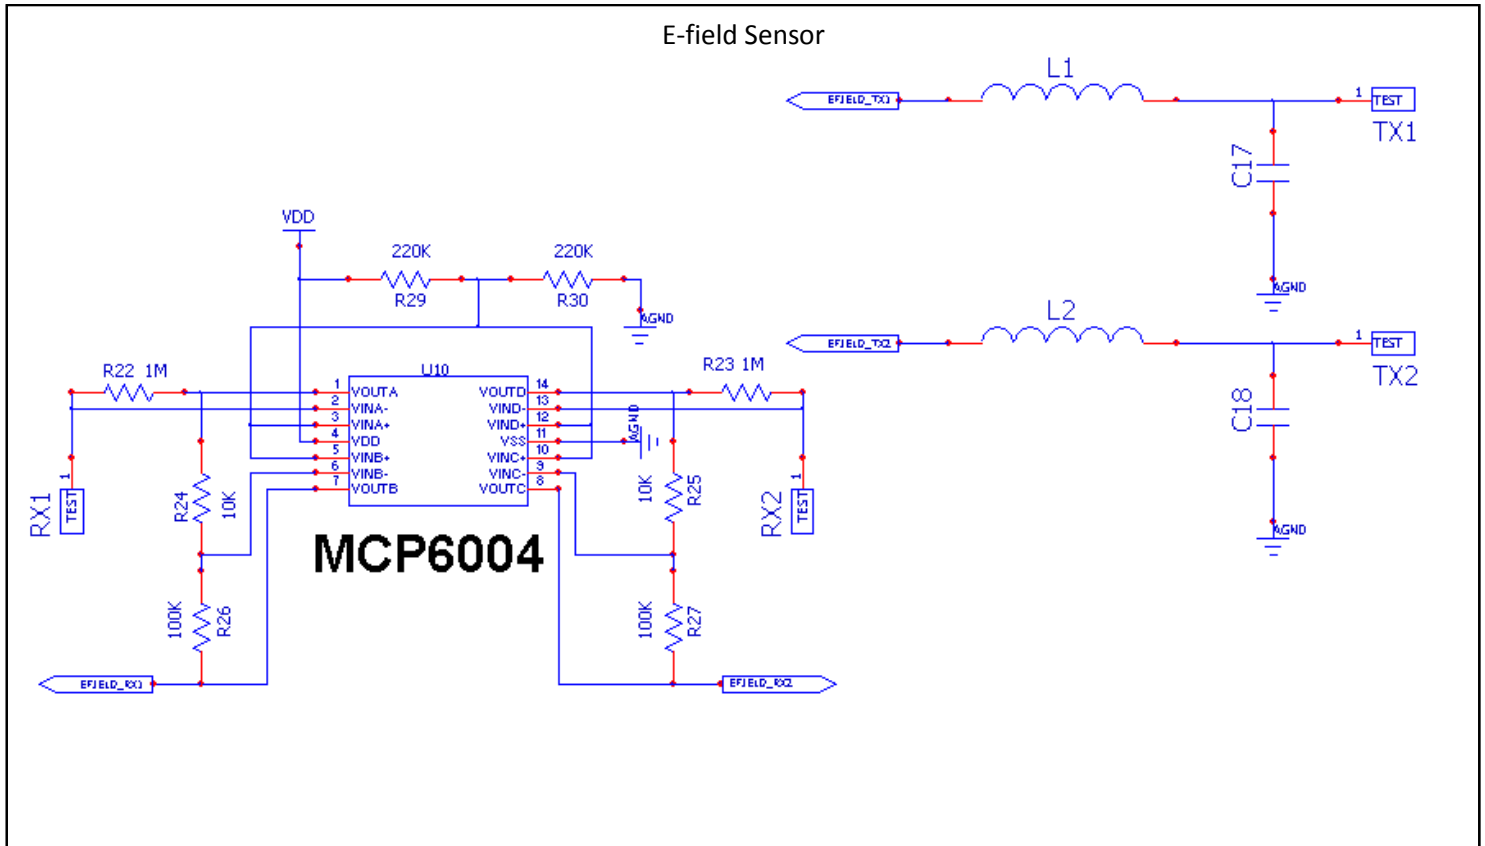 E-field Sensor
L1
EFIELD_TX1
1
TEST
TX1
C17
AGND
L2
EFIELD_TX2
1
TEST
TX2
C18
AGND
VDD
220K
R29
220K
R30
AGND
R22 1M
R23 1M
U10
1 VOUTA
2 VINA-
3 VINA+
4 VDD
5 VINB+
6 VINB-
7 VOUTB
VOUTD 14
VIND- 13
VIND+ 12
VSS 11
VINC+ 10
VINC- 9
VOUTC 8
AGND
1
TEST
RX1
R24
10K
10K
R25
1
TEST
RX2
MCP6004
100K
R26
100K
R27
EFIELD_RX1
EFIELD_RX2